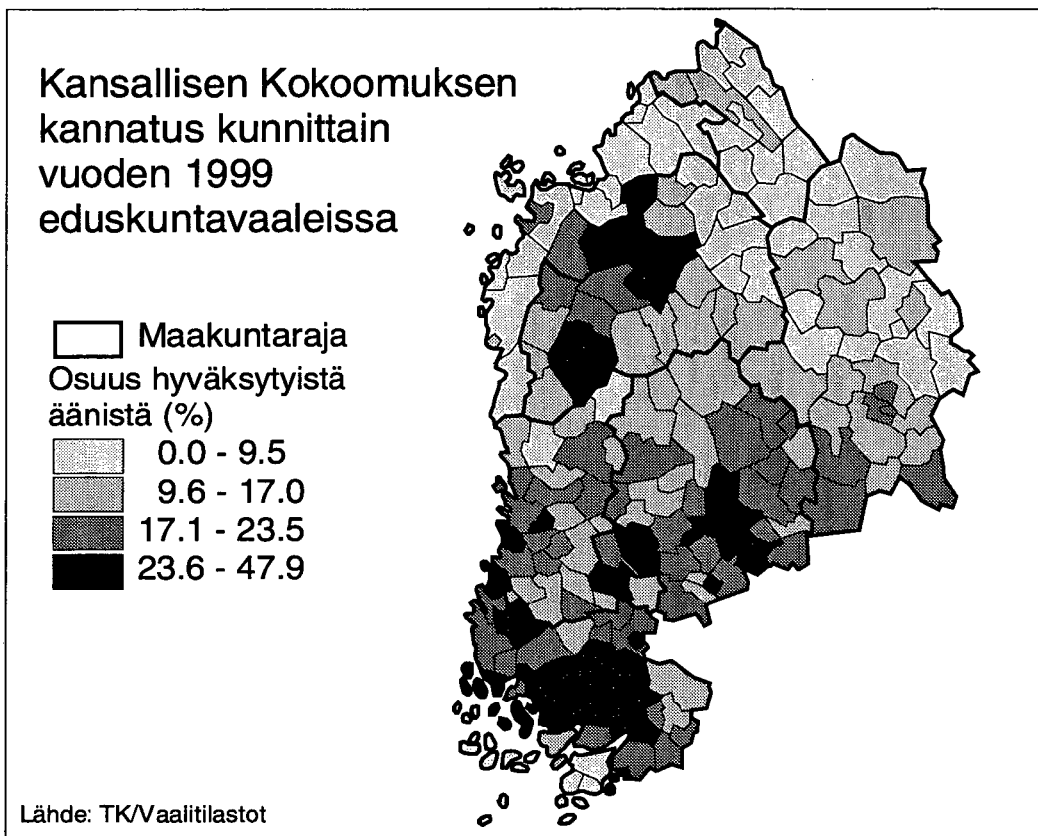 Kansallisen Kokoomuksen
kannatus kunnittain
vuoden 1999
eduskuntavaaleissa
Maakuntaraja
Osuus hyväksytyistä
äänistä (%)
0.0 - 9.5
9.6 - 17.0
17.1 - 23.5
23.6 - 47.9
Lähde: TK/Vaalitilastot